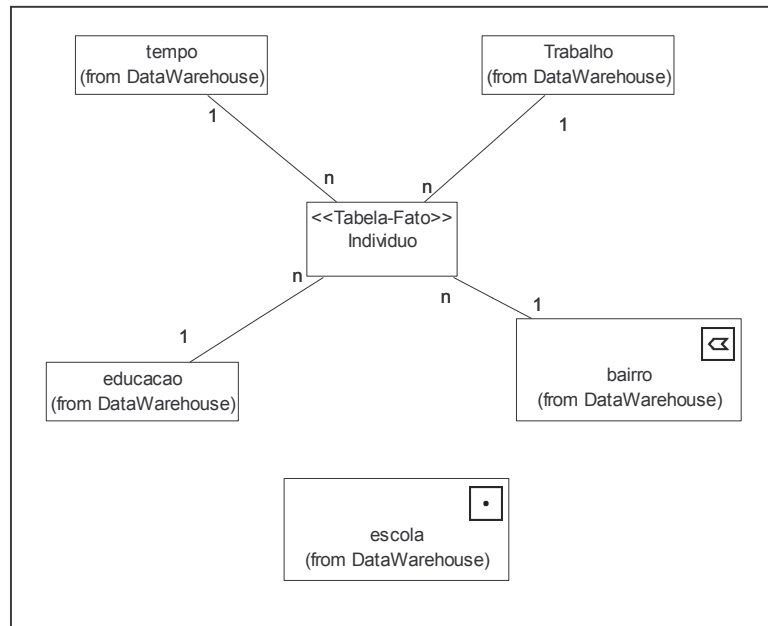 tempo
(from DataWarehouse)
Trabalho
(from DataWarehouse)
1
1
n
n
<<Tabela-Fato>>
Individuo
n
n
1
1
educacao
(from DataWarehouse)
bairro
(from DataWarehouse)
escola
(from DataWarehouse)